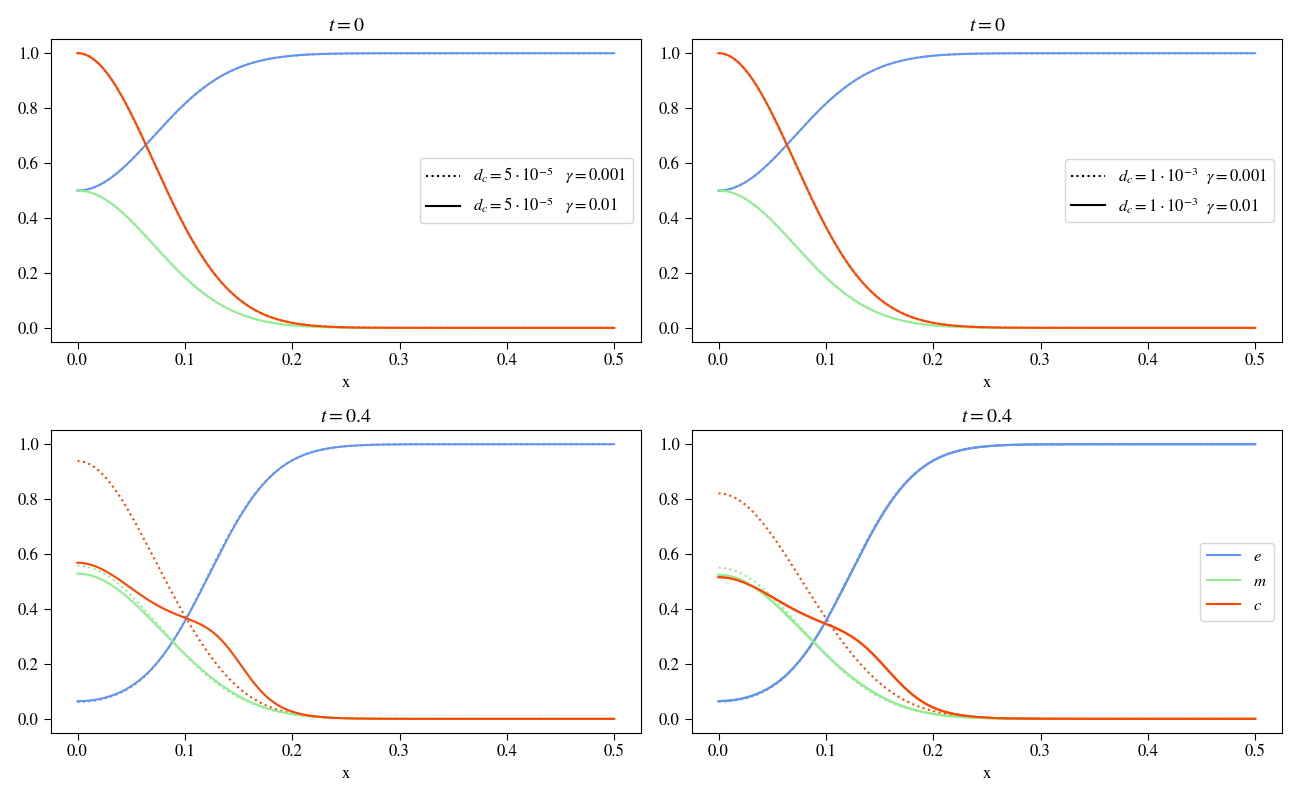 t = 0
1.0
0.8
0.6
0.4
0.2
0.0
d_c = 5 · 10⁻⁵ γ = 0.001
d_c = 5 · 10⁻⁵ γ = 0.01
0.0 0.1 0.2 0.3 0.4 0.5
x
t = 0
1.0
0.8
0.6
0.4
0.2
0.0
d_c = 1 · 10⁻³ γ = 0.001
d_c = 1 · 10⁻³ γ = 0.01
0.0 0.1 0.2 0.3 0.4 0.5
x
t = 0.4
1.0
0.8
0.6
0.4
0.2
0.0
0.0 0.1 0.2 0.3 0.4 0.5
x
t = 0.4
1.0
0.8
0.6
0.4
0.2
0.0
e
m
c
0.0 0.1 0.2 0.3 0.4 0.5
x